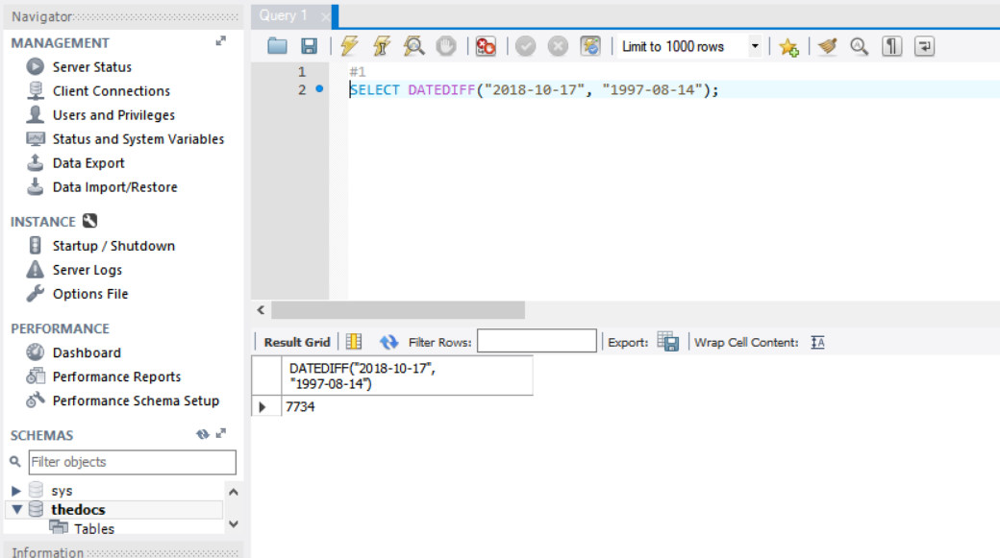 Navigator
MANAGEMENT
Server Status
Client Connections
Users and Privileges
Status and System Variables
Data Export
Data Import/Restore
INSTANCE
Startup / Shutdown
Server Logs
Options File
PERFORMANCE
Dashboard
Performance Reports
Performance Schema Setup
SCHEMAS
Filter objects
sys
thedocs
Tables
Information
Query 1
Limit to 1000 rows
1 #1
2 SELECT DATEDIFF("2018-10-17", "1997-08-14");
Result Grid Filter Rows: Export: Wrap Cell Content: IA
DATEDIFF("2018-10-17",
"1997-08-14")
7734